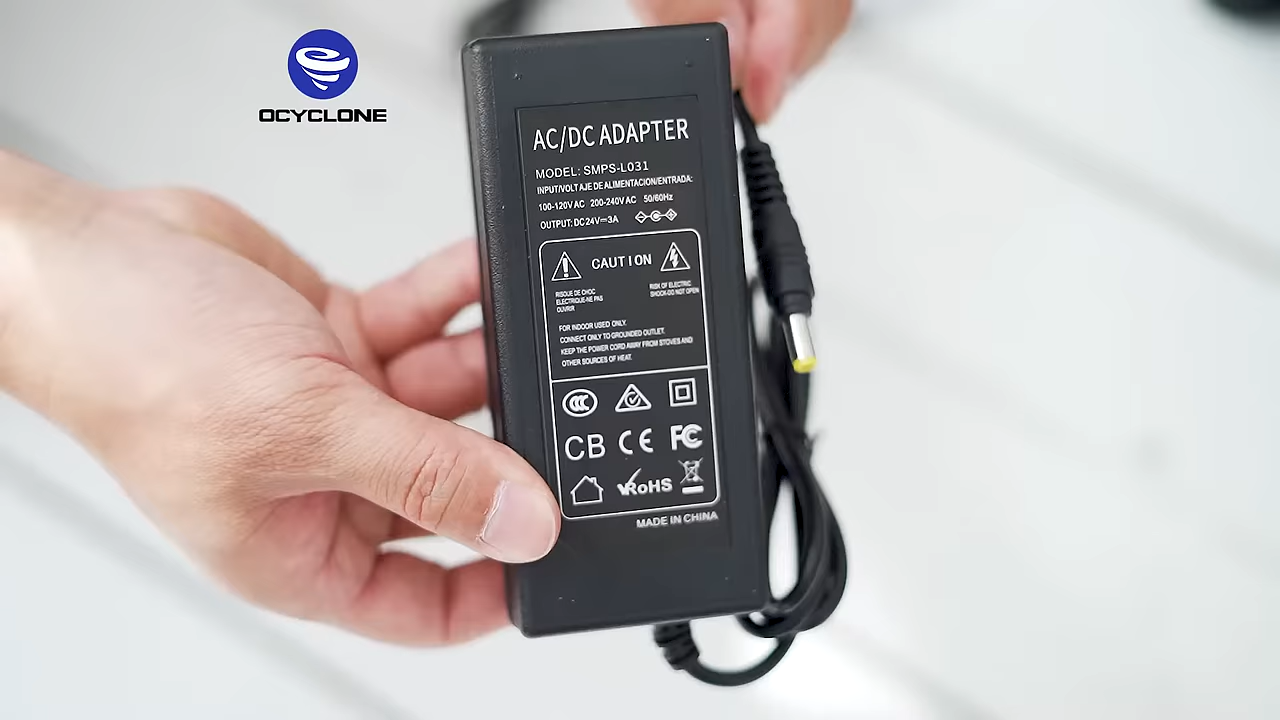 OCYCLONE
AC/DC ADAPTER
MODEL: SMPS-L031
INPUT/VOLTAJE DE ALIMENTACION/ENTRADA:
100-120V AC 200-240V AC 50/60Hz
OUTPUT: DC24V⎓3A
CAUTION
RISQUE DE CHOC
ELECTRIQUE-NE PAS
OUVRIR
RISK OF ELECTRIC
SHOCK-DO NOT OPEN
FOR INDOOR USED ONLY.
CONNECT ONLY TO GROUNDED OUTLET.
KEEP THE POWER CORD AWAY FROM STOVES AND
OTHER SOURCES OF HEAT.
CCC
CB CE FC
RoHS
MADE IN CHINA